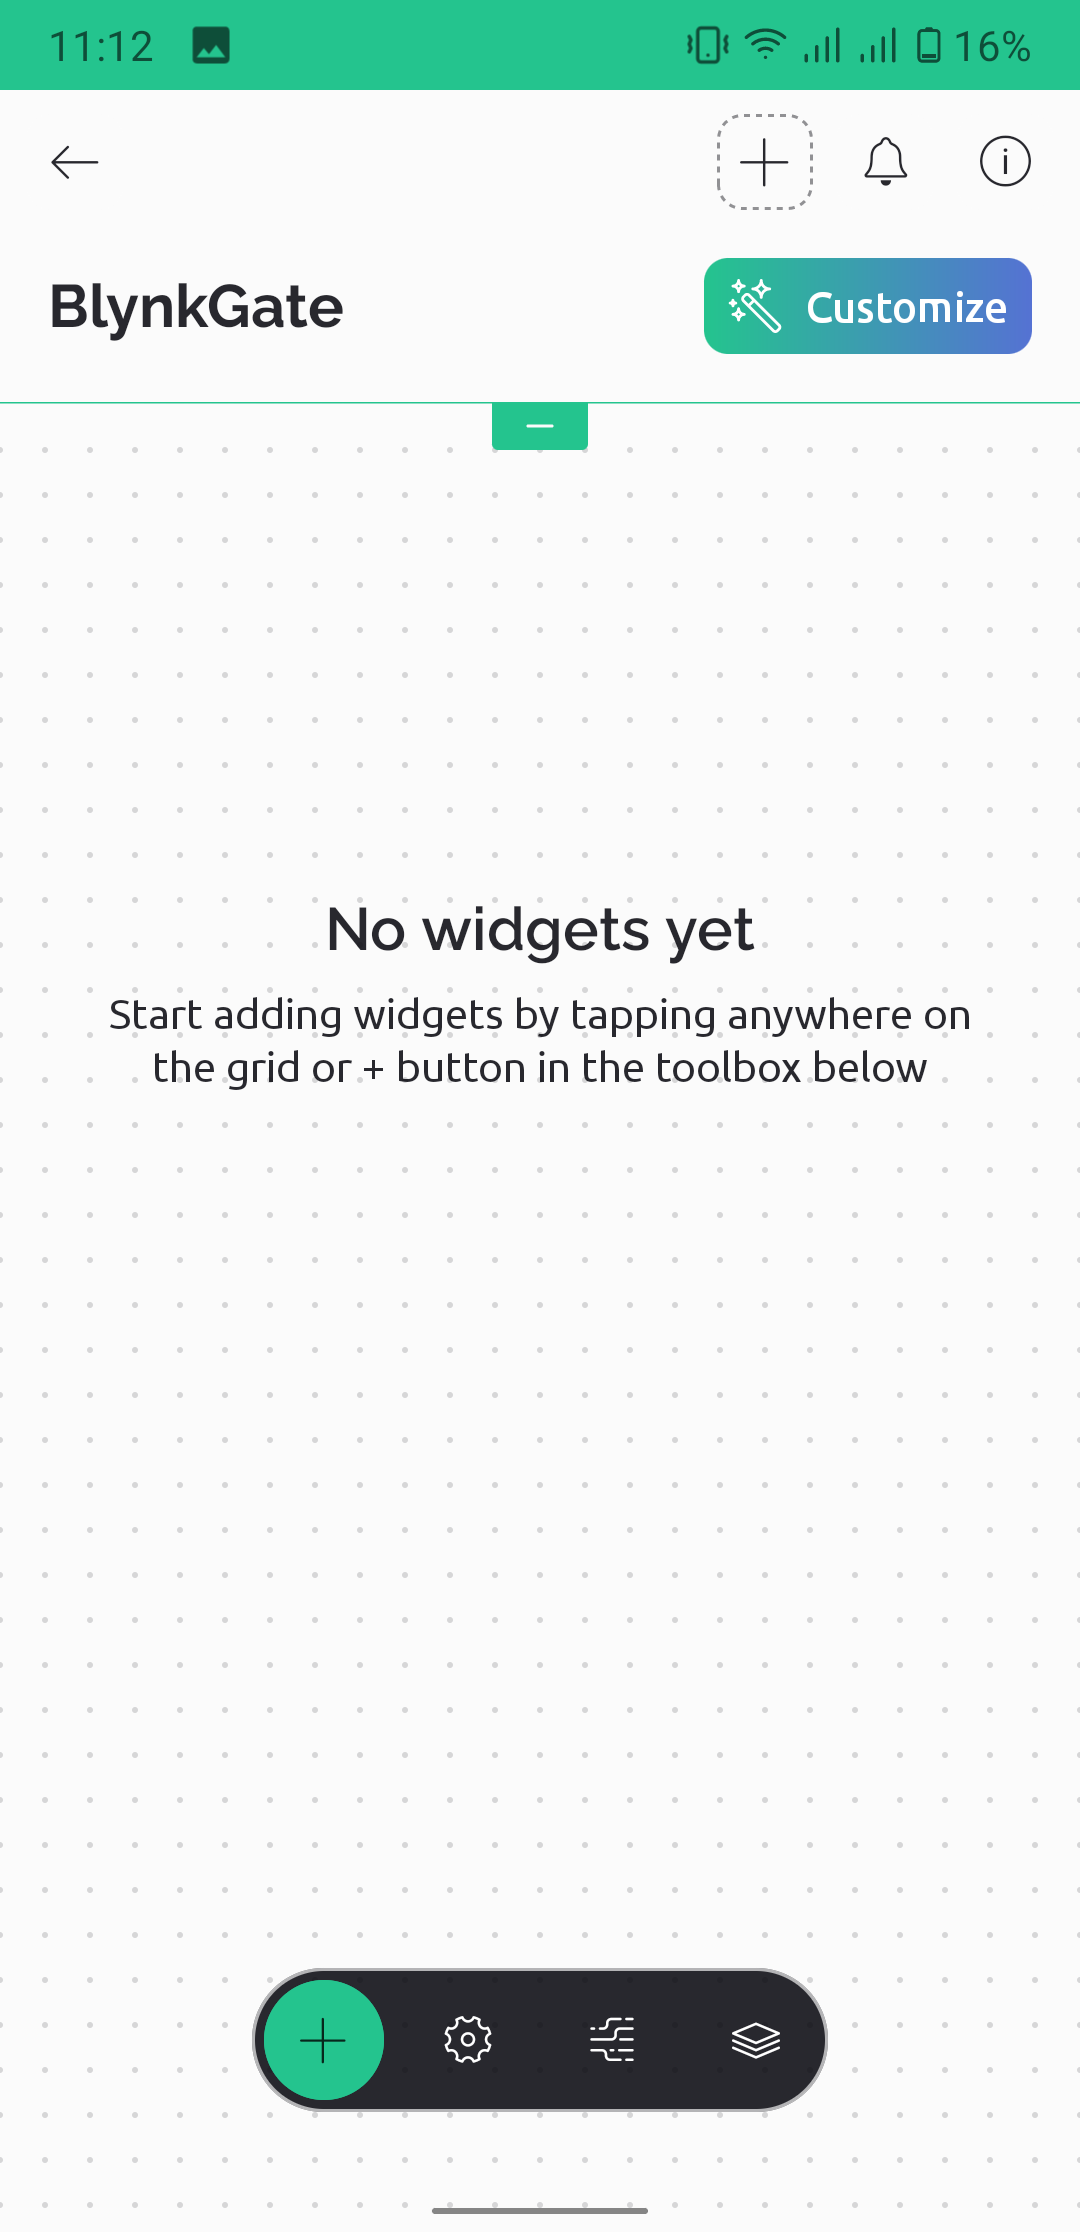 11:12
16%
BlynkGate
Customize
No widgets yet
Start adding widgets by tapping anywhere on
the grid or + button in the toolbox below